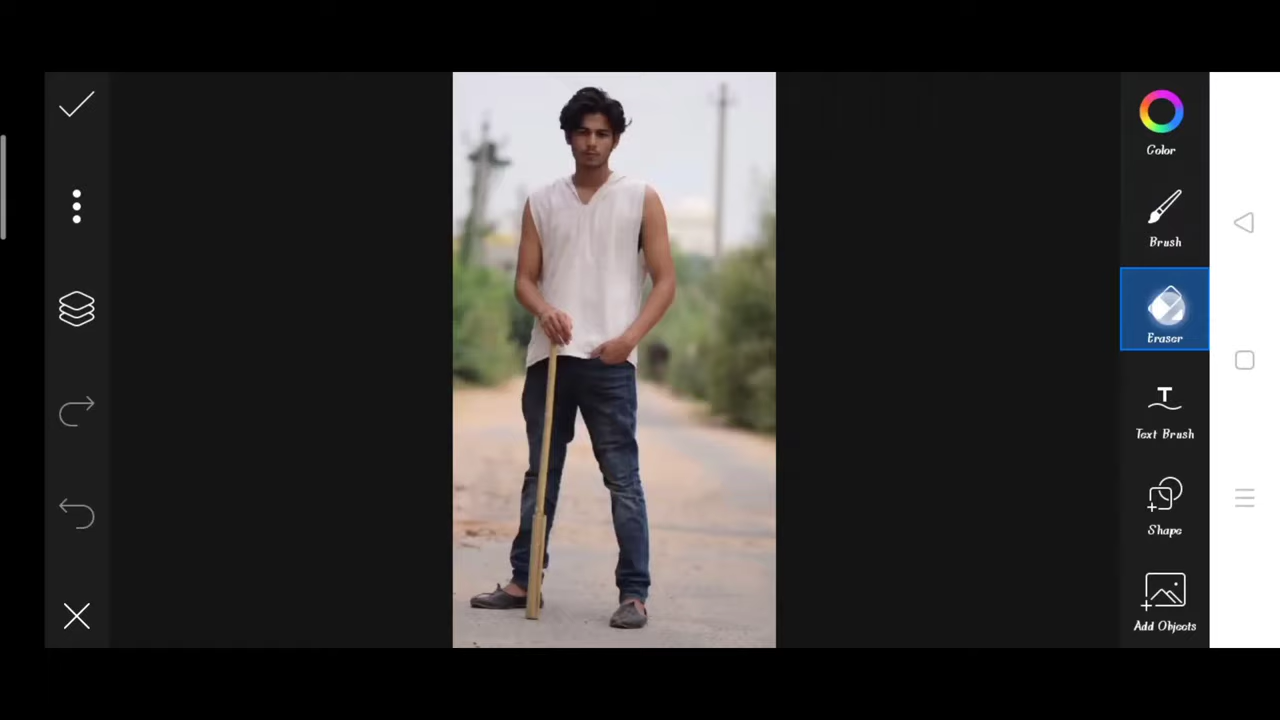 Color
Brush
Eraser
Text Brush
Shape
Add Objects